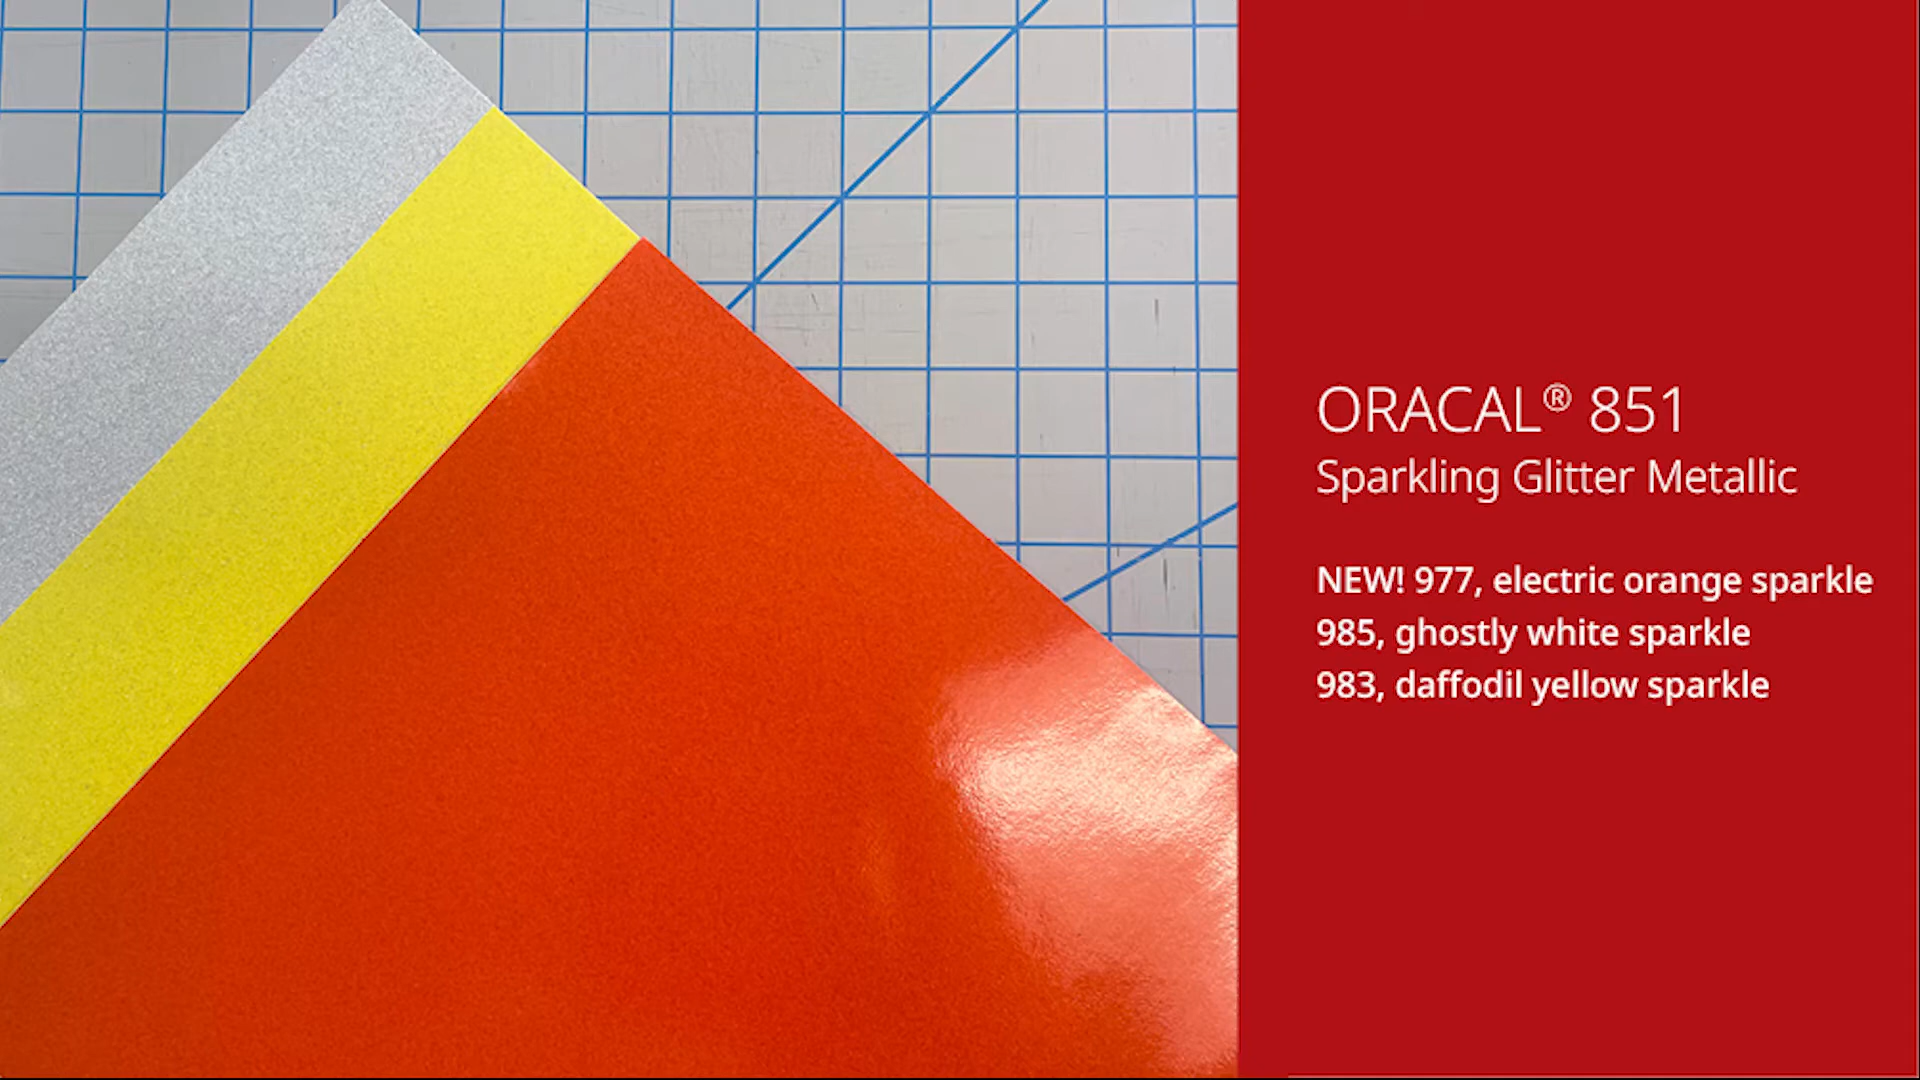 ORACAL® 851
Sparkling Glitter Metallic
NEW! 977, electric orange sparkle
985, ghostly white sparkle
983, daffodil yellow sparkle